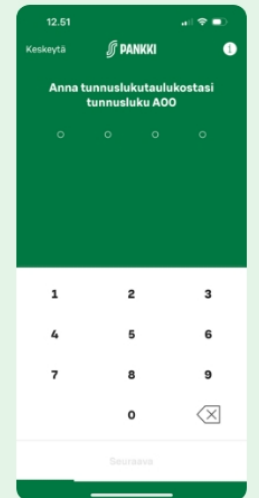 12.51
Keskeytä
S PANKKI
i
Anna tunnuslukutaulukostasi
tunnusluku A00
1 2 3
4 5 6
7 8 9
0
Seuraava